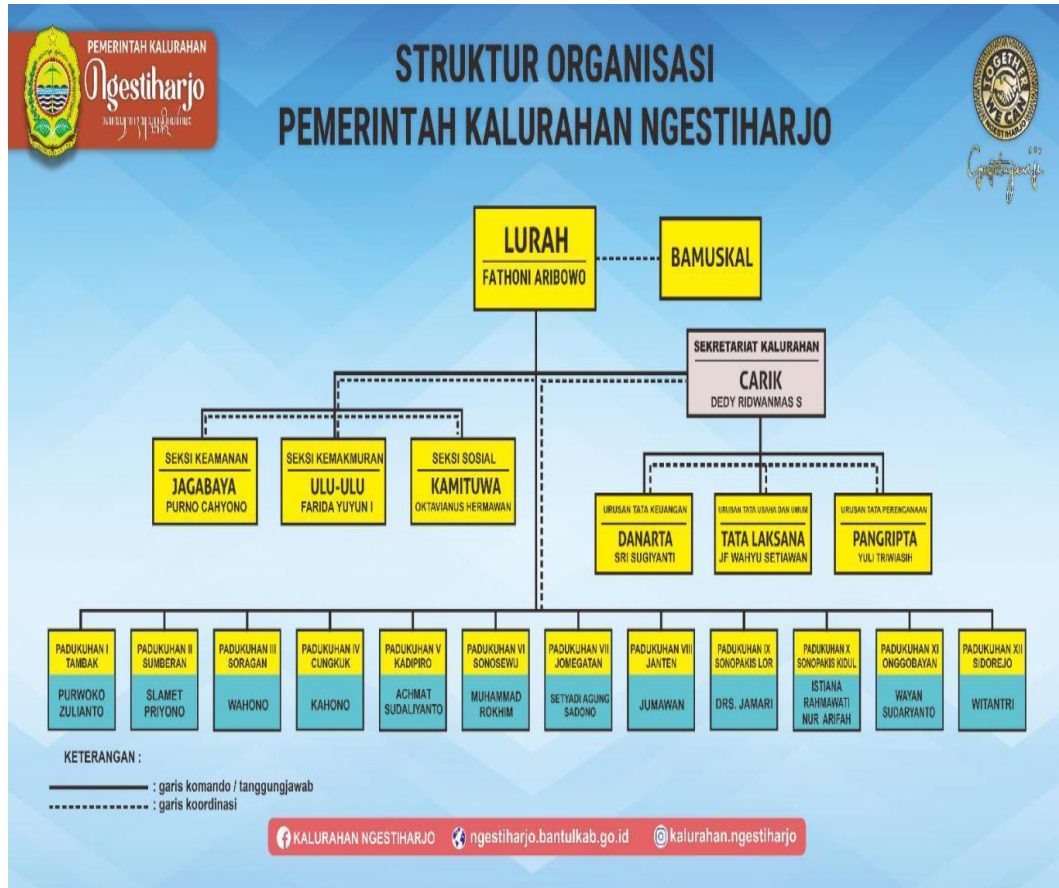 PEMERINTAH KALURAHAN
Ngestiharjo
STRUKTUR ORGANISASI
PEMERINTAH KALURAHAN NGESTIHARJO
TOGETHER
WE CAN
NGESTIHARJO
LURAH
FATHONI ARIBOWO
BAMUSKAL
SEKRETARIAT KALURAHAN
CARIK
DEDY RIDWANMAS S
SEKSI KEAMANAN
JAGABAYA
PURNO CAHYONO
SEKSI KEMAKMURAN
ULU-ULU
FARIDA YUYUN I
SEKSI SOSIAL
KAMITUWA
OKTAVIANUS HERMAWAN
URUSAN TATA KEUANGAN
DANARTA
SRI SUGIYANTI
URUSAN TATA USAHA DAN UMUM
TATA LAKSANA
JF WAHYU SETIAWAN
URUSAN TATA PERENCANAAN
PANGRIPTA
YULI TRIWIASIH
PADUKUHAN I
TAMBAK
PURWOKO
ZULIANTO
PADUKUHAN II
SUMBERAN
SLAMET
PRIYONO
PADUKUHAN III
SORAGAN
WAHONO
PADUKUHAN IV
CUNGKUK
KAHONO
PADUKUHAN V
KADIPIRO
ACHMAT
SUDALIYANTO
PADUKUHAN VI
SONOSEWU
MUHAMMAD
ROKHIM
PADUKUHAN VII
JOMEGATAN
SETYADI AGUNG
SADONO
PADUKUHAN VIII
JANTEN
JUMAWAN
PADUKUHAN IX
SONOPAKIS LOR
DRS. JAMARI
PADUKUHAN X
SONOPAKIS KIDUL
ISTIANA
RAHMAWATI
NUR ARIFAH
PADUKUHAN XI
ONGGOBAYAN
WAYAN
SUDARYANTO
PADUKUHAN XII
SIDOREJO
WITANTRI
KETERANGAN :
: garis komando / tanggungjawab
: garis koordinasi
KALURAHAN NGESTIHARJO
ngestiharjo.bantulkab.go.id
kalurahan.ngestiharjo